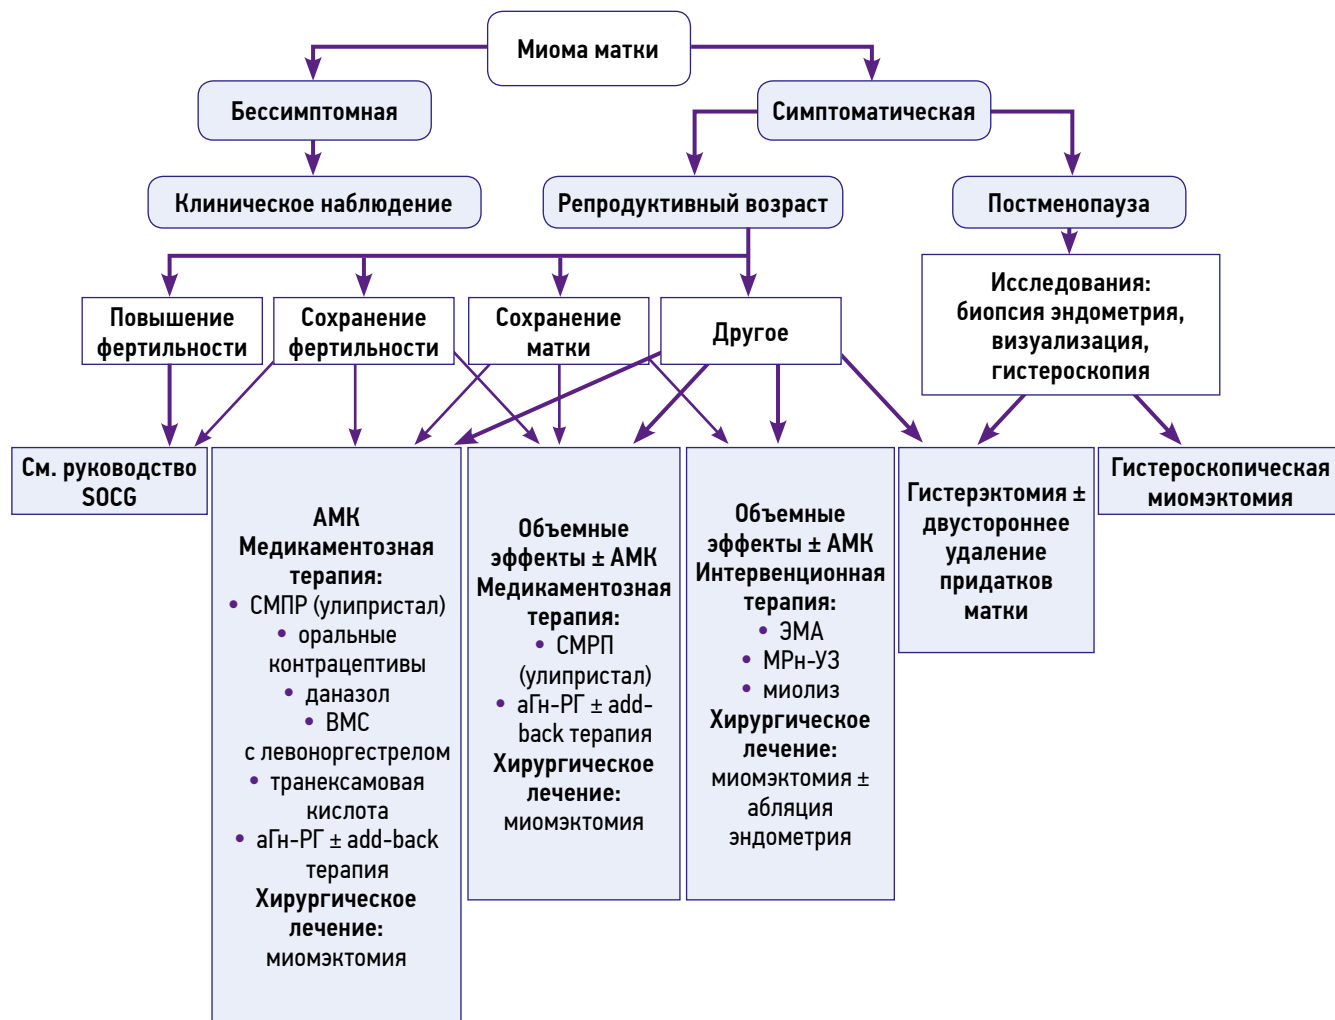 Миома матки
Бессимптомная
Симптоматическая
Клиническое наблюдение
Репродуктивный возраст
Постменопауза
Повышение
фертильности
Сохранение
фертильности
Сохранение
матки
Другое
Исследования:
биопсия эндометрия,
визуализация,
гистероскопия
См. руководство
SOCG
АМК
Медикаментозная
терапия:
• СМПР (улипристал)
• оральные
контрацептивы
• даназол
• ВМС
с левоноргестрелом
• транексамовая
кислота
• аГн-РГ ± add-back
терапия
Хирургическое
лечение:
миомэктомия
Объемные
эффекты ± АМК
Медикаментозная
терапия:
• СМРП
(улипристал)
• аГн-РГ ± add-
back терапия
Хирургическое
лечение:
миомэктомия
Объемные
эффекты ± АМК
Интервенционная
терапия:
• ЭМА
• МРн-УЗ
• миолиз
Хирургическое
лечение:
миомэктомия ±
абляция
эндометрия
Гистерэктомия ±
двустороннее
удаление
придатков
матки
Гистероскопическая
миомэктомия